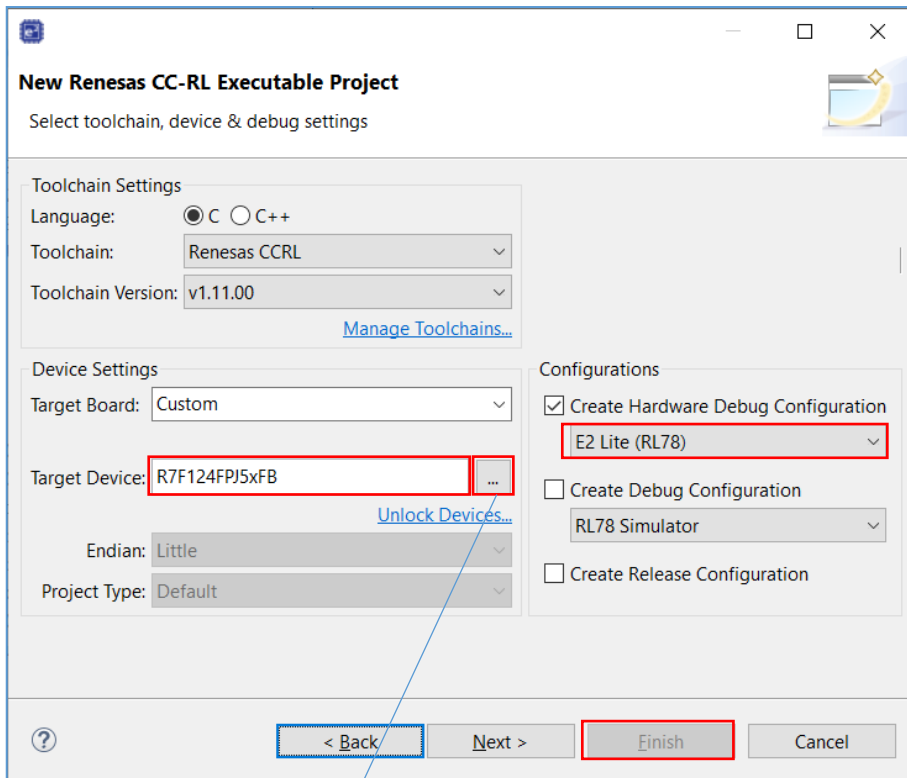 New Renesas CC-RL Executable Project
Select toolchain, device & debug settings
Toolchain Settings
Language: C C++
Toolchain: Renesas CCRL
Toolchain Version: v1.11.00
Manage Toolchains...
Device Settings
Target Board: Custom
Target Device: R7F124FPJ5xFB ...
Unlock Devices...
Endian: Little
Project Type: Default
Configurations
Create Hardware Debug Configuration
E2 Lite (RL78)
Create Debug Configuration
RL78 Simulator
Create Release Configuration
? < Back Next > Finish Cancel